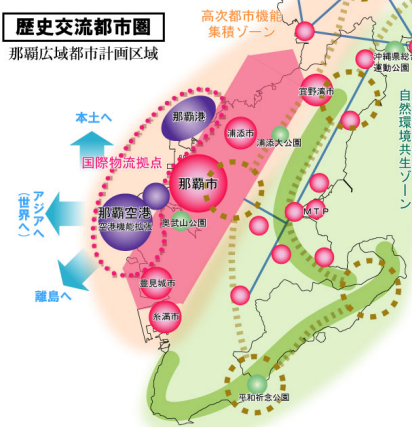 歴史交流都市圏
那覇広域都市計画区域
高次都市機能
集積ゾーン
沖縄県総合
運動公園
自然環境共生ゾーン
宜野湾市
那覇港
浦添市
浦添大公園
本土へ
国際物流拠点
那覇市
那覇空港
空港機能拡張
奥武山公園
アジアへ
(世界へ)
MTP
離島へ
豊見城市
糸満市
平和祈念公園